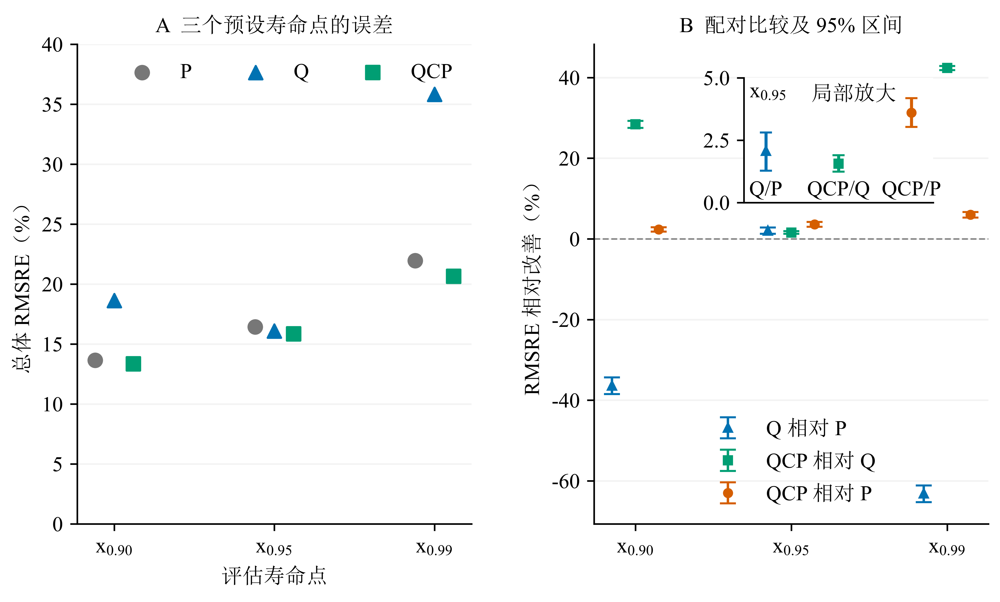 A 三个预设寿命点的误差
40
35
30
25
20
15
10
5
0
总体 RMSRE（%）
P
Q
QCP
x0.90
x0.95
x0.99
评估寿命点
B 配对比较及 95% 区间
40
20
0
-20
-40
-60
RMSRE 相对改善（%）
5.0
2.5
0.0
x0.95 局部放大
Q/P
QCP/Q
QCP/P
Q 相对 P
QCP 相对 Q
QCP 相对 P
x0.90
x0.95
x0.99